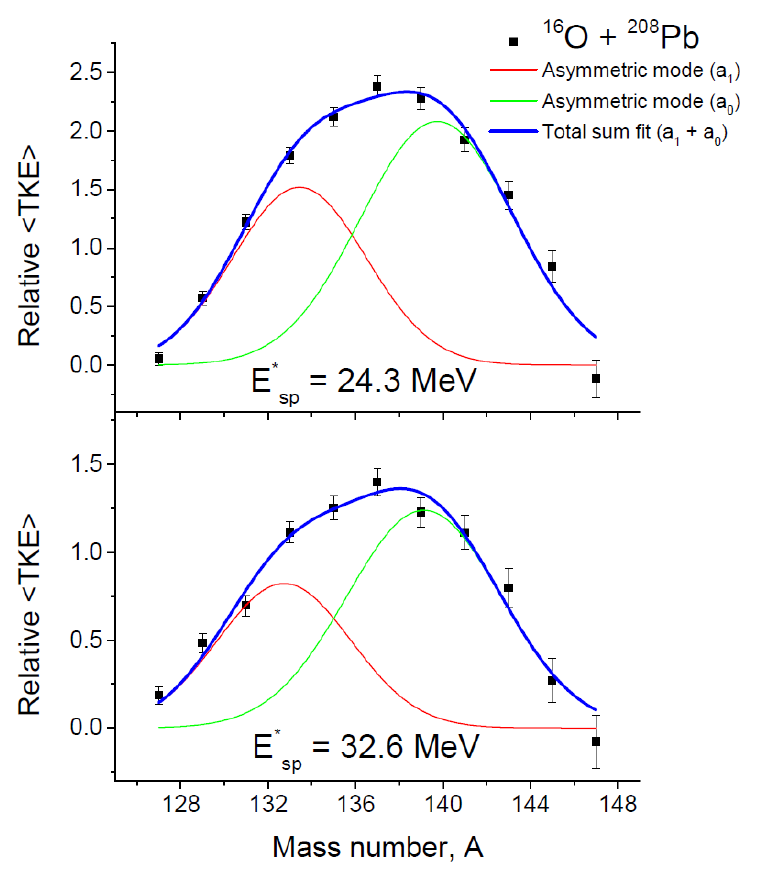 ¹⁶O + ²⁰⁸Pb
Asymmetric mode (a₁)
Asymmetric mode (a₀)
Total sum fit (a₁ + a₀)
Relative <TKE>
2.5
2.0
1.5
1.0
0.5
0.0
E*sp = 24.3 MeV
Relative <TKE>
1.5
1.0
0.5
0.0
E*sp = 32.6 MeV
128 132 136 140 144 148
Mass number, A